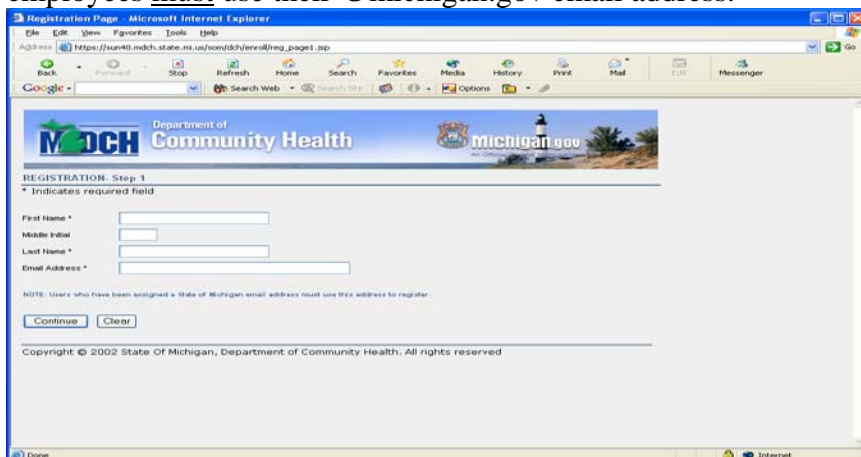 employees must use their @michigan.gov email address.
Registration Page - Microsoft Internet Explorer
File Edit View Favorites Tools Help
Address https://sun40.mdch.state.mi.us/som/dch/enroll/reg_page1.jsp Go
Back Forward Stop Refresh Home Search Favorites Media History Print Mail Edit Messenger
Google Search Web Search Site Options
MDCH Department of Community Health Michigan.gov
REGISTRATION- Step 1
* Indicates required field
First Name *
Middle Initial
Last Name *
Email Address *
NOTE: Users who have been assigned a State of Michigan email address must use this address to register.
Continue Clear
Copyright © 2002 State Of Michigan, Department of Community Health. All rights reserved
Done Internet